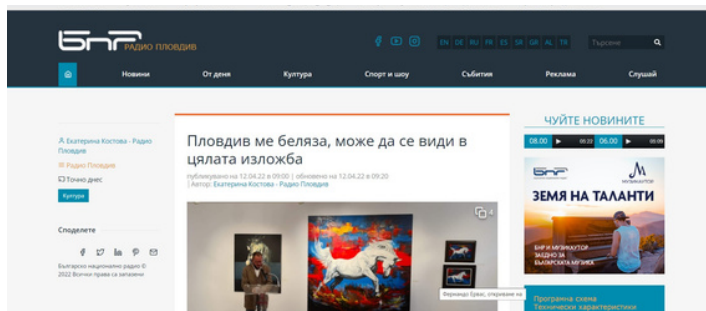 БНР РАДИО ПЛОВДИВ
EN DE RU FR ES SR GR AL TR
Търсене
Новини От деня Култура Спорт и шоу Събития Реклама Слушай
Екатерина Костова - Радио
Пловдив
Радио Пловдив
Точно днес
Култура
Споделете
Българско национално радио ©
2022 Всички права са запазени
Пловдив ме беляза, може да се види в
цялата изложба
публикувано на 12.04.22 в 09:00 | обновено на 12.04.22 в 09:20
| Автор: Екатерина Костова - Радио Пловдив
4
Фернандо Ерваc, откриване на
ЧУЙТЕ НОВИНИТЕ
08.00 06.00
БНР
МУЗИКАУТОР
ЗЕМЯ НА ТАЛАНТИ
БНР И МУЗИКАУТОР
ЗАЕДНО ЗА
БЪЛГАРСКАТА МУЗИКА
Програмна схема
Технически характеристики